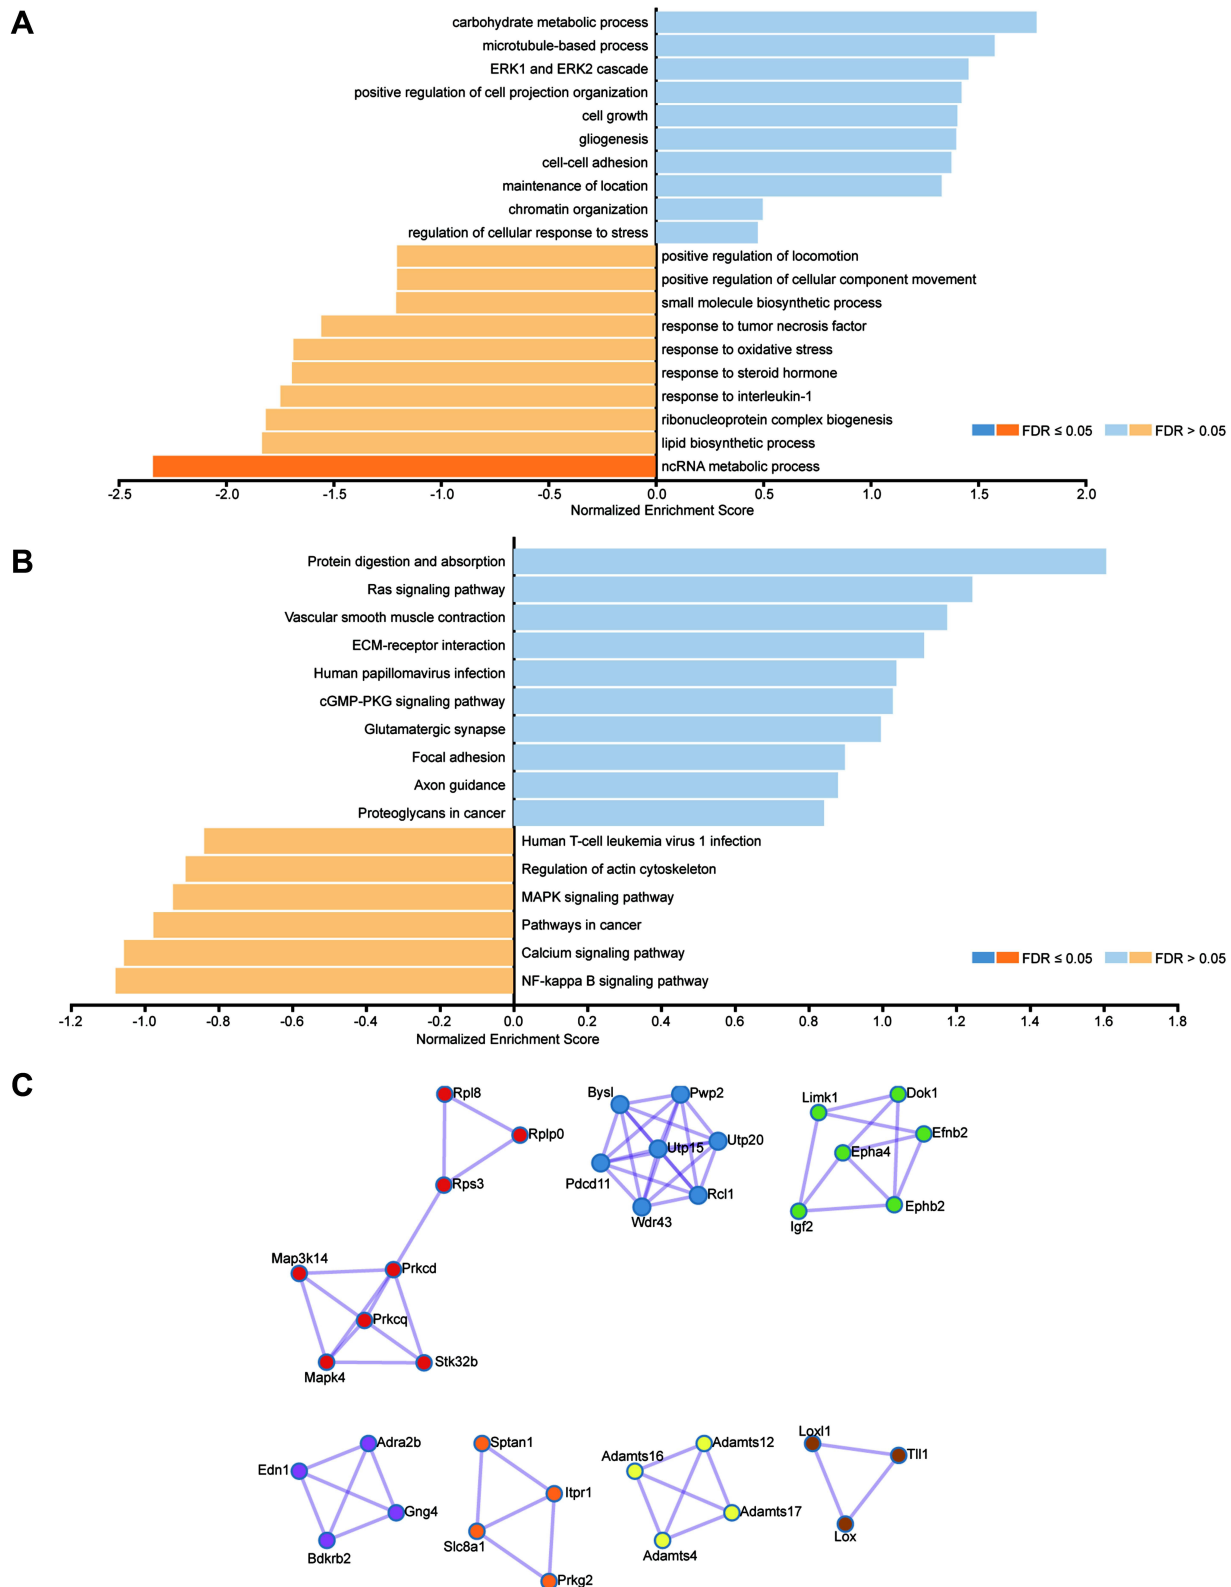 A
carbohydrate metabolic process
microtubule-based process
ERK1 and ERK2 cascade
positive regulation of cell projection organization
cell growth
gliogenesis
cell-cell adhesion
maintenance of location
chromatin organization
regulation of cellular response to stress
positive regulation of locomotion
positive regulation of cellular component movement
small molecule biosynthetic process
response to tumor necrosis factor
response to oxidative stress
response to steroid hormone
response to interleukin-1
ribonucleoprotein complex biogenesis
lipid biosynthetic process
ncRNA metabolic process
FDR ≤ 0.05 FDR > 0.05
-2.5 -2.0 -1.5 -1.0 -0.5 0.0 0.5 1.0 1.5 2.0
Normalized Enrichment Score
B
Protein digestion and absorption
Ras signaling pathway
Vascular smooth muscle contraction
ECM-receptor interaction
Human papillomavirus infection
cGMP-PKG signaling pathway
Glutamatergic synapse
Focal adhesion
Axon guidance
Proteoglycans in cancer
Human T-cell leukemia virus 1 infection
Regulation of actin cytoskeleton
MAPK signaling pathway
Pathways in cancer
Calcium signaling pathway
NF-kappa B signaling pathway
FDR ≤ 0.05 FDR > 0.05
-1.2 -1.0 -0.8 -0.6 -0.4 -0.2 0.0 0.2 0.4 0.6 0.8 1.0 1.2 1.4 1.6 1.8
Normalized Enrichment Score
C
Rpl8
Rplp0
Rps3
Map3k14
Prkcd
Prkcq
Mapk4
Stk32b
Bysl
Pwp2
Utp15
Utp20
Pdcd11
Rcl1
Wdr43
Limk1
Dok1
Efnb2
Epha4
Igf2
Ephb2
Adra2b
Edn1
Gng4
Bdkrb2
Sptan1
Itpr1
Slc8a1
Prkg2
Adamts16
Adamts12
Adamts17
Adamts4
Loxl1
Tll1
Lox